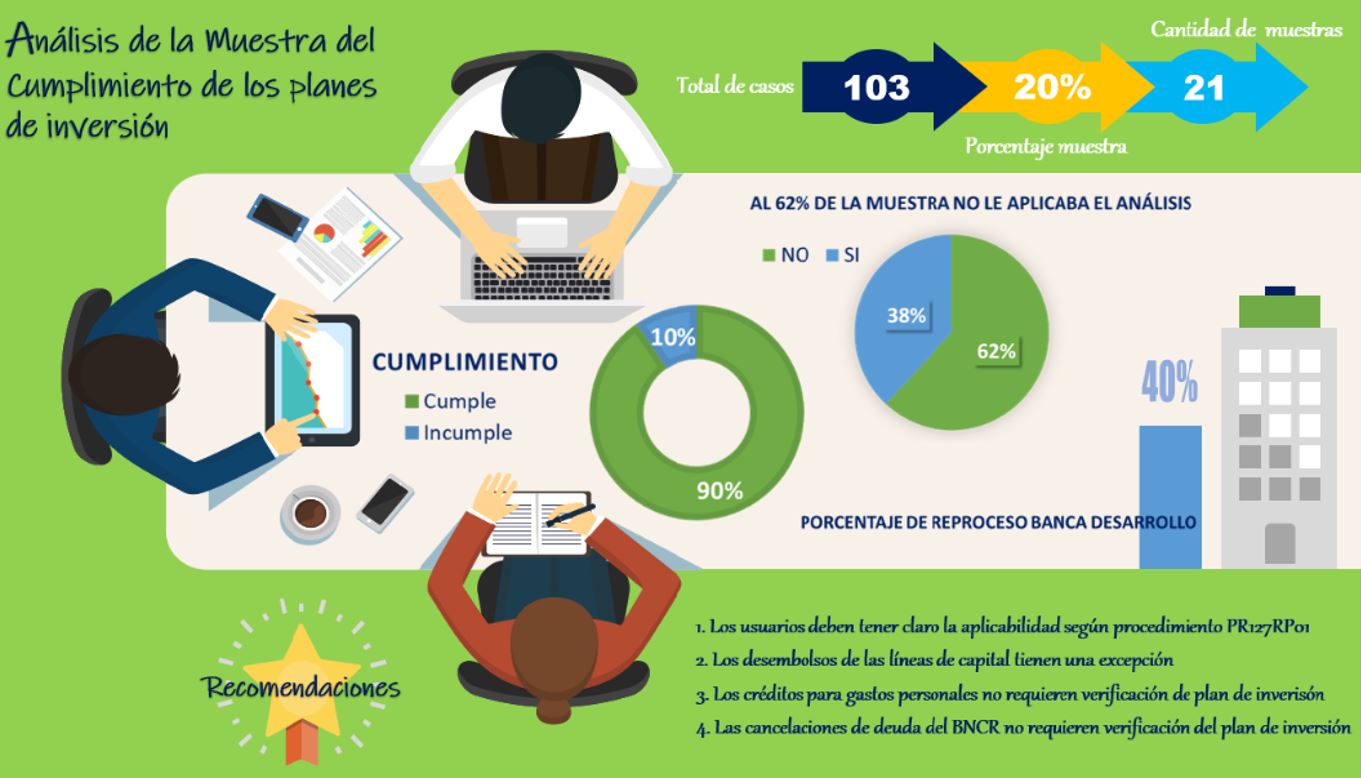 Análisis de la Muestra del
Cumplimiento de los planes
de inversión
Cantidad de muestras
Total de casos
103
20%
21
Porcentaje muestra
AL 62% DE LA MUESTRA NO LE APLICABA EL ANÁLISIS
NO SI
38%
62%
CUMPLIMIENTO
Cumple
Incumple
10%
90%
40%
PORCENTAJE DE REPROCESO BANCA DESARROLLO
Recomendaciones
1. Los usuarios deben tener claro la aplicabilidad según procedimiento PR127RP01
2. Los desembolsos de las líneas de capital tienen una excepción
3. Los créditos para gastos personales no requieren verificación de plan de inverisón
4. Las cancelaciones de deuda del BNCR no requieren verificación del plan de inversión